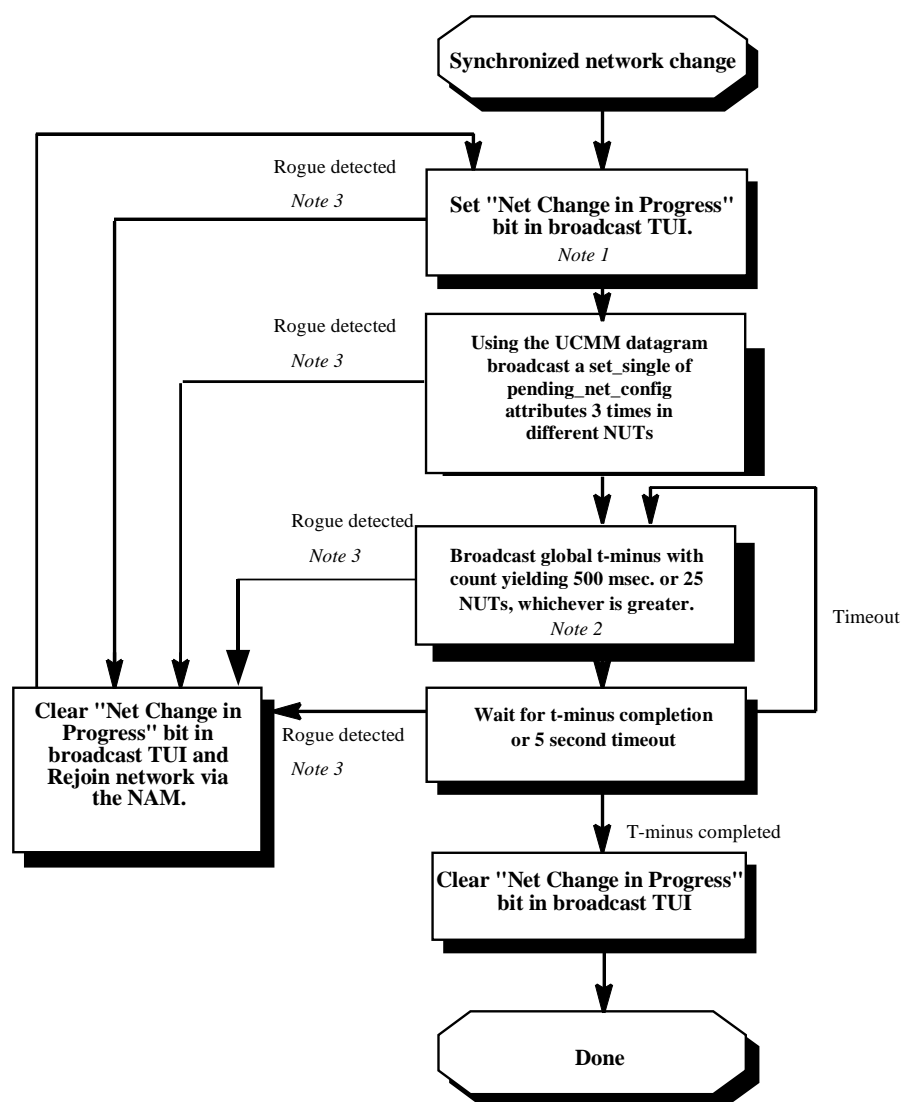 Synchronized network change
Rogue detected
Note 3
Set "Net Change in Progress"
bit in broadcast TUI.
Note 1
Rogue detected
Note 3
Using the UCMM datagram
broadcast a set_single of
pending_net_config
attributes 3 times in
different NUTs
Rogue detected
Note 3
Broadcast global t-minus with
count yielding 500 msec. or 25
NUTs, whichever is greater.
Note 2
Timeout
Clear "Net Change in
Progress" bit in
broadcast TUI and
Rejoin network via
the NAM.
Rogue detected
Note 3
Wait for t-minus completion
or 5 second timeout
T-minus completed
Clear "Net Change in Progress"
bit in broadcast TUI
Done